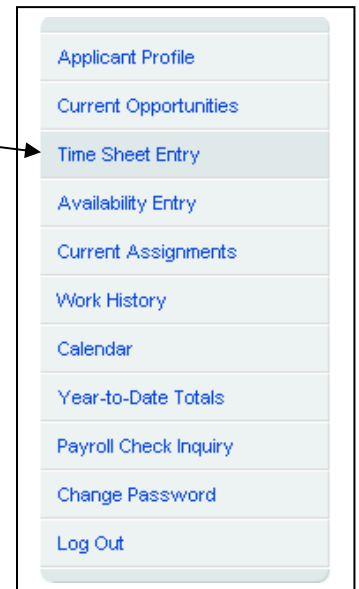 Applicant Profile
Current Opportunities
Time Sheet Entry
Availability Entry
Current Assignments
Work History
Calendar
Year-to-Date Totals
Payroll Check Inquiry
Change Password
Log Out